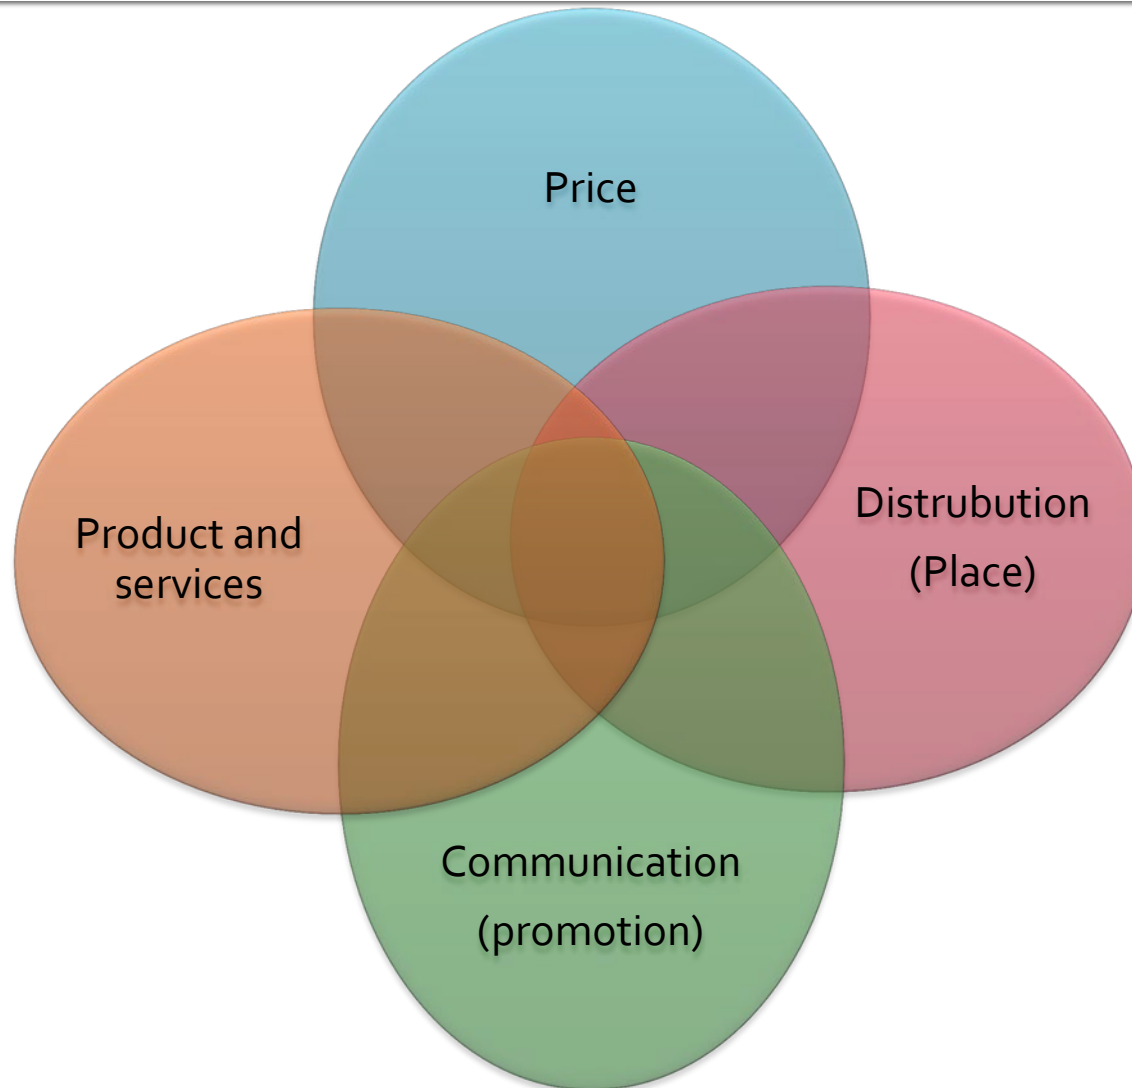 Price
Distrubution
(Place)
Product and
services
Communication
(promotion)